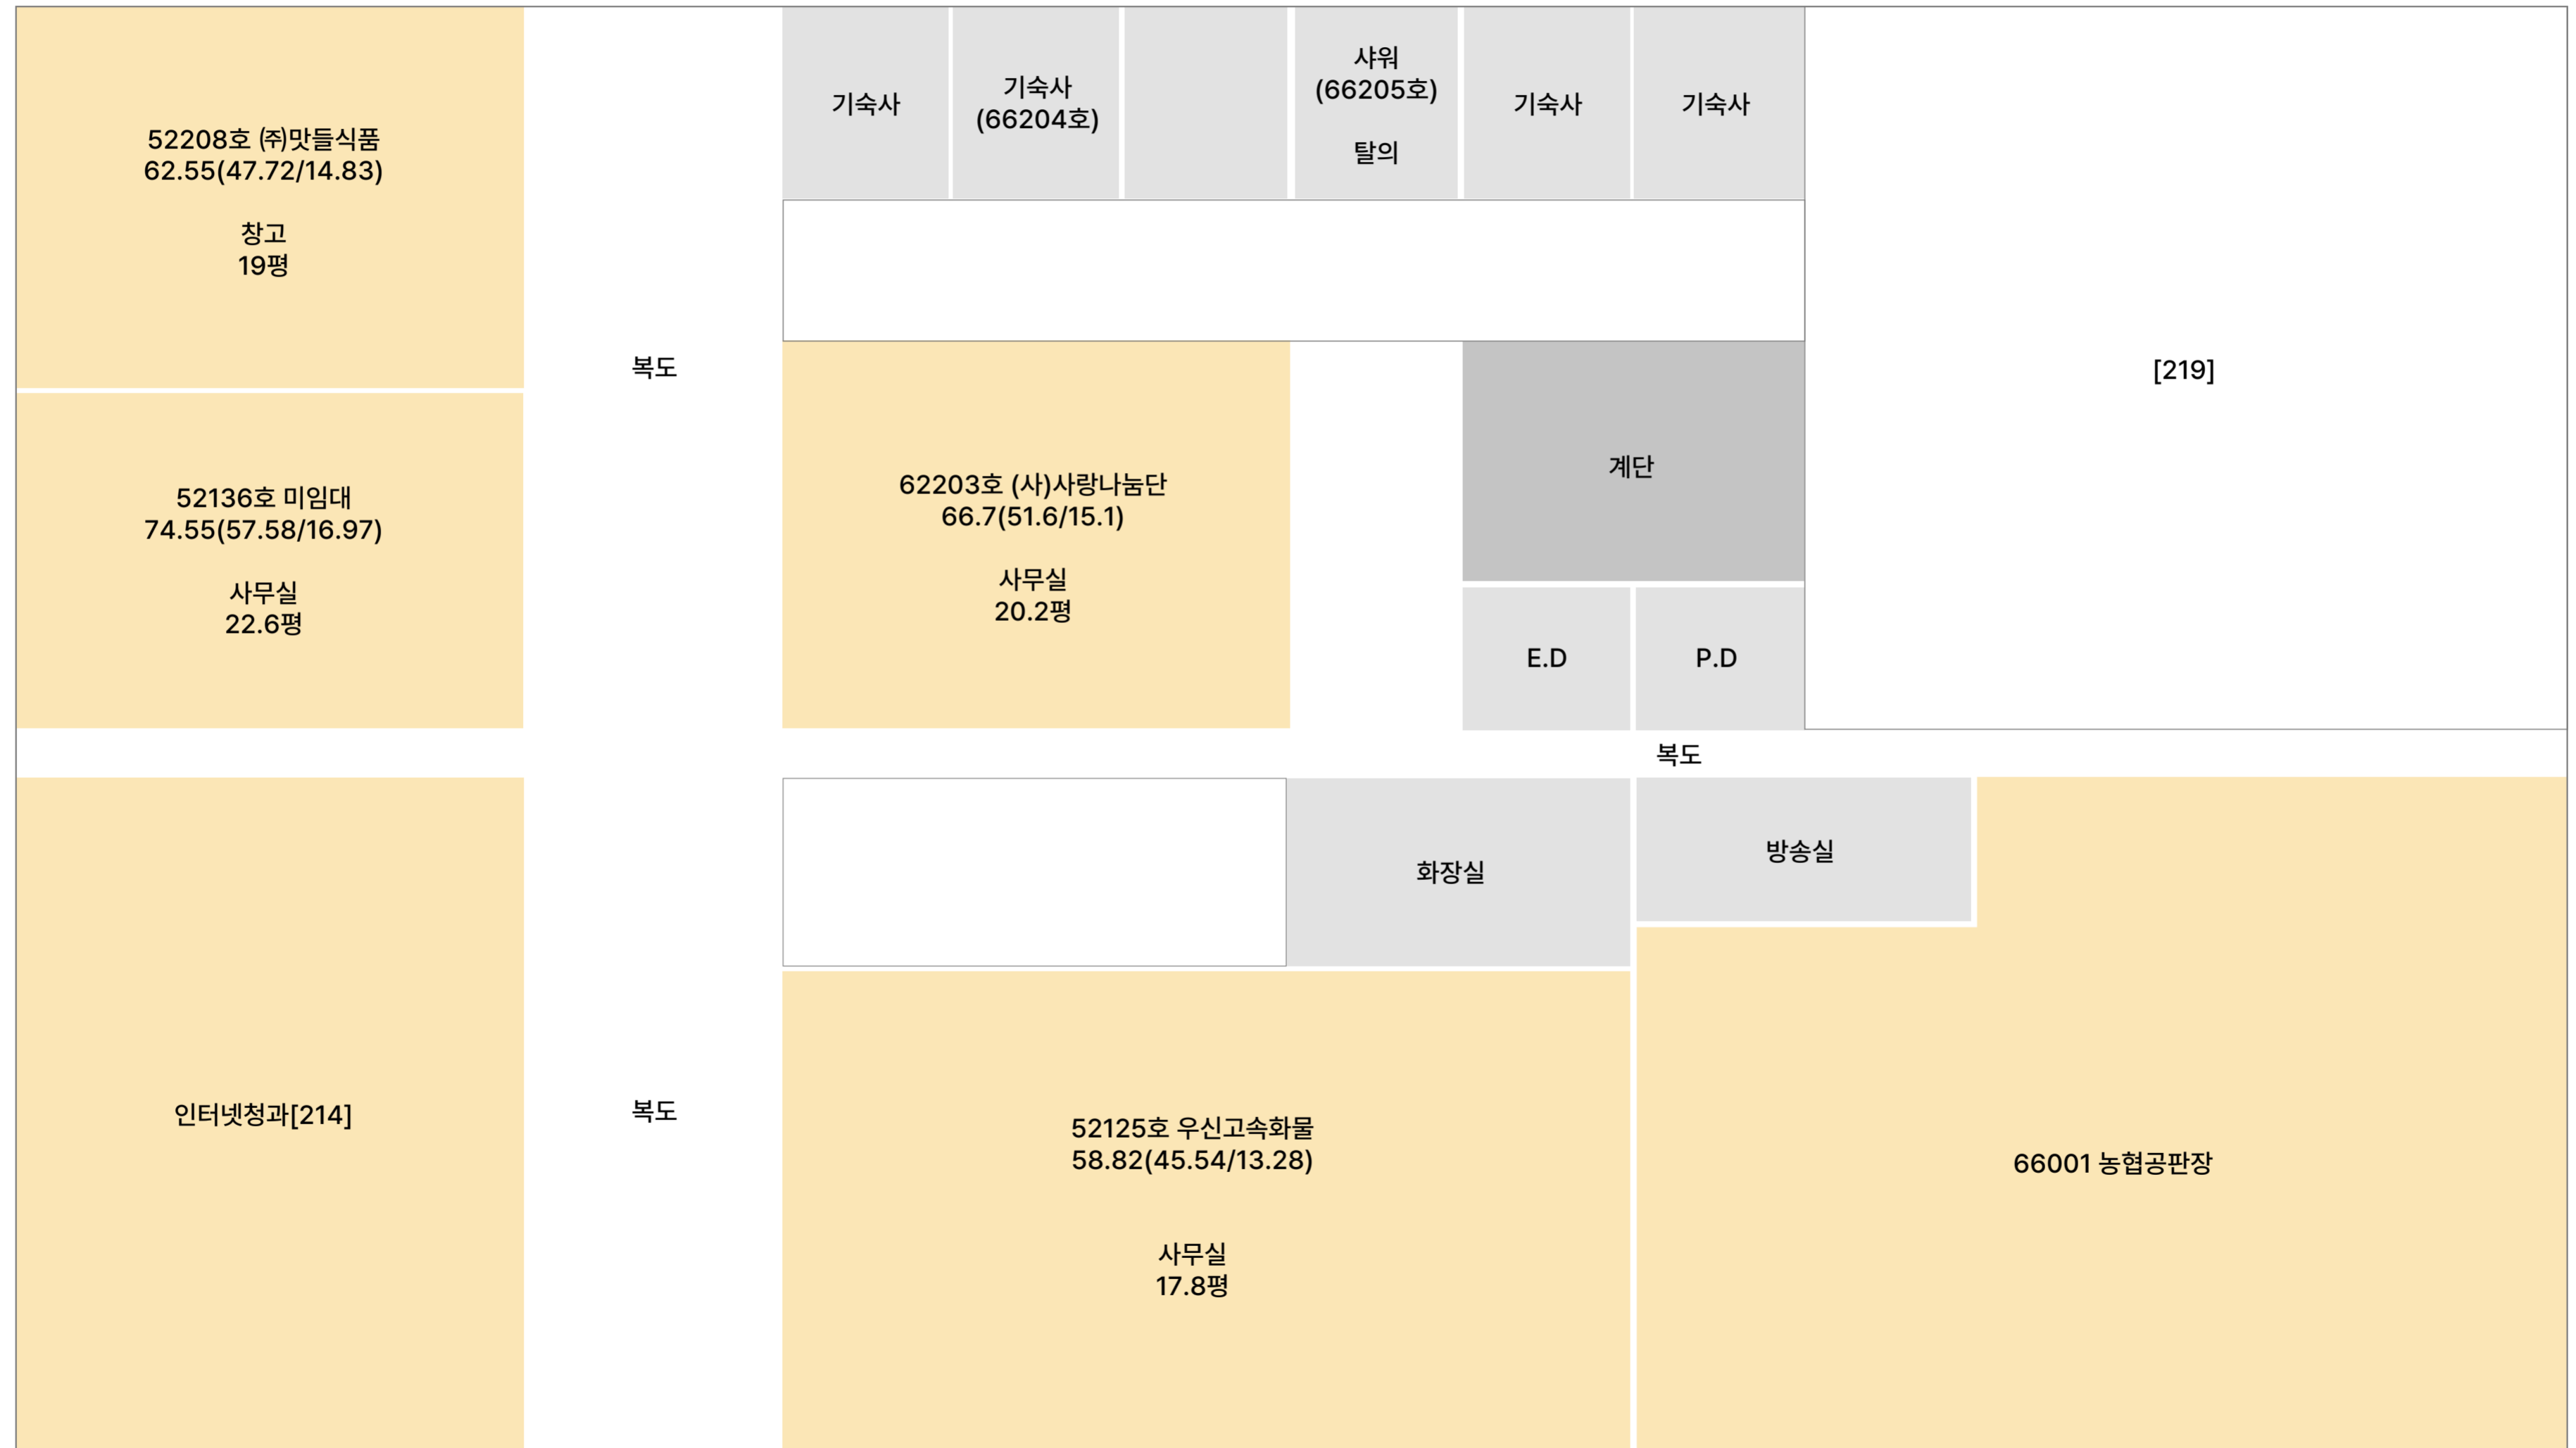 기숙사
기숙사
(66204호)
샤워
(66205호)
탈의
기숙사
기숙사
52208호 ㈜맛들식품
62.55(47.72/14.83)
창고
19평
복도
[219]
52136호 미임대
74.55(57.58/16.97)
사무실
22.6평
62203호 (사)사랑나눔단
66.7(51.6/15.1)
사무실
20.2평
계단
E.D
P.D
복도
화장실
방송실
인터넷청과[214]
복도
52125호 우신고속화물
58.82(45.54/13.28)
사무실
17.8평
66001 농협공판장